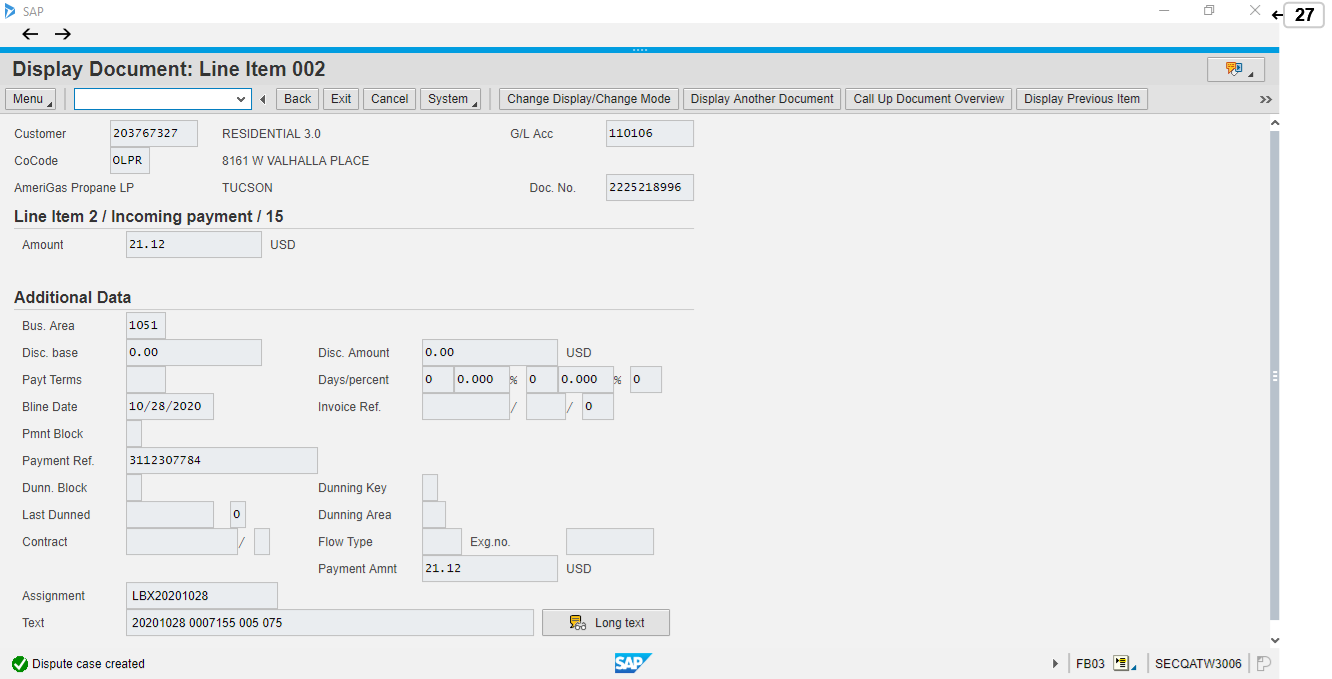 SAP
27
Display Document: Line Item 002
Menu Back Exit Cancel System Change Display/Change Mode Display Another Document Call Up Document Overview Display Previous Item
Customer 203767327 RESIDENTIAL 3.0 G/L Acc 110106
CoCode OLPR 8161 W VALHALLA PLACE
AmeriGas Propane LP TUCSON Doc. No. 2225218996
Line Item 2 / Incoming payment / 15
Amount 21.12 USD
Additional Data
Bus. Area 1051
Disc. base 0.00 Disc. Amount 0.00 USD
Payt Terms Days/percent 0 0.000 % 0 0.000 % 0
Bline Date 10/28/2020 Invoice Ref. / / 0
Pmnt Block
Payment Ref. 3112307784
Dunn. Block Dunning Key
Last Dunned 0 Dunning Area
Contract / Flow Type Exg.no.
Payment Amnt 21.12 USD
Assignment LBX20201028
Text 20201028 0007155 005 075 Long text
Dispute case created SAP FB03 SECQATW3006